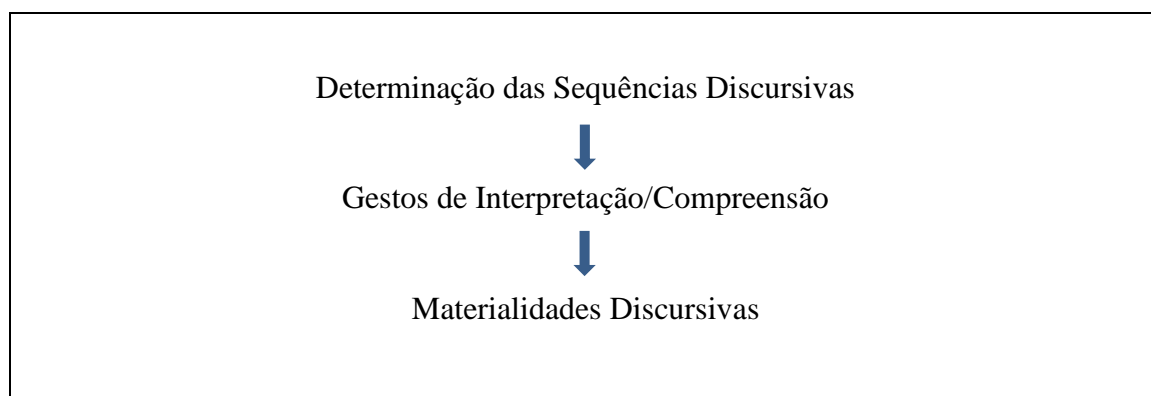 Determinação das Sequências Discursivas
Gestos de Interpretação/Compreensão
Materialidades Discursivas